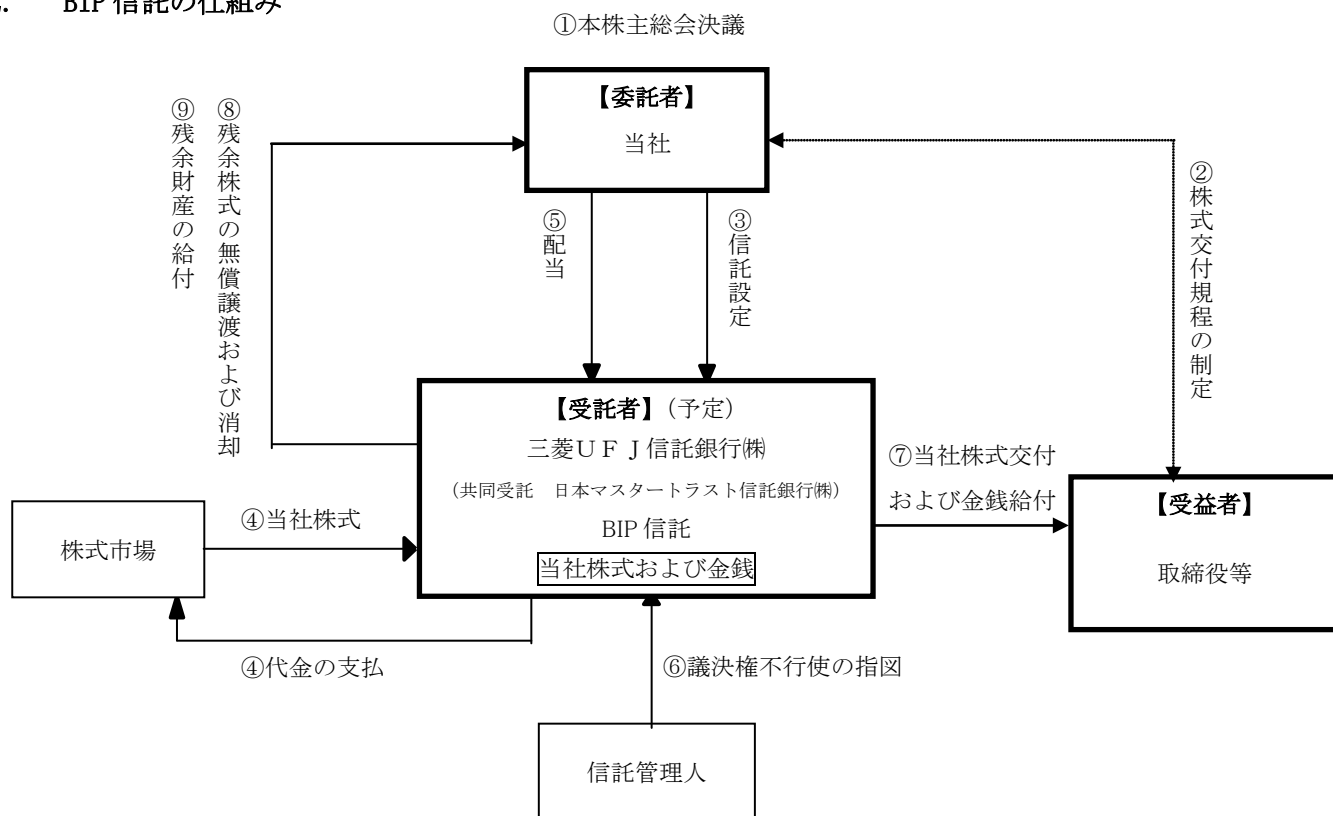 BIP 信託の仕組み
①本株主総会決議
【委託者】
当社
⑨残余財産の給付
⑧残余株式の無償譲渡および消却
⑤配当
③信託設定
②株式交付規程の制定
【受託者】（予定）
三菱ＵＦＪ信託銀行㈱
（共同受託　日本マスタートラスト信託銀行㈱）
BIP 信託
当社株式および金銭
⑦当社株式交付
および金銭給付
【受益者】
取締役等
株式市場
④当社株式
④代金の支払
⑥議決権不行使の指図
信託管理人